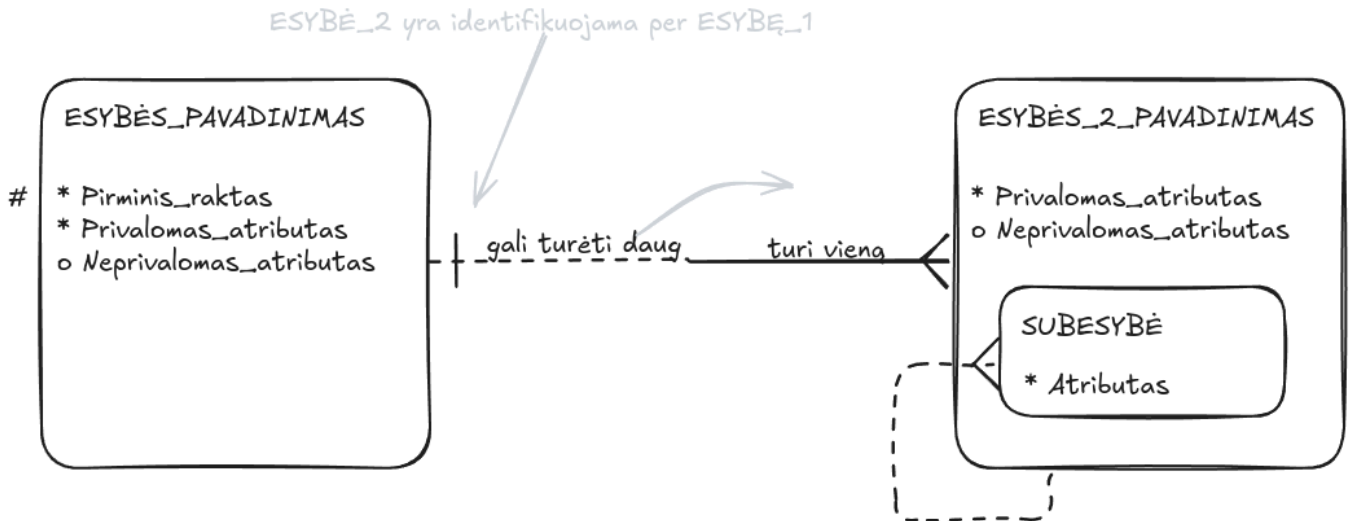 ESYBĖ_2 yra identifikuojama per ESYBĘ_1
ESYBĖS_PAVADINIMAS
# * Pirminis_raktas
* Privalomas_atributas
o Neprivalomas_atributas
gali turėti daug
turi vieną
ESYBĖS_2_PAVADINIMAS
* Privalomas_atributas
o Neprivalomas_atributas
SUBESYBĖ
* Atributas